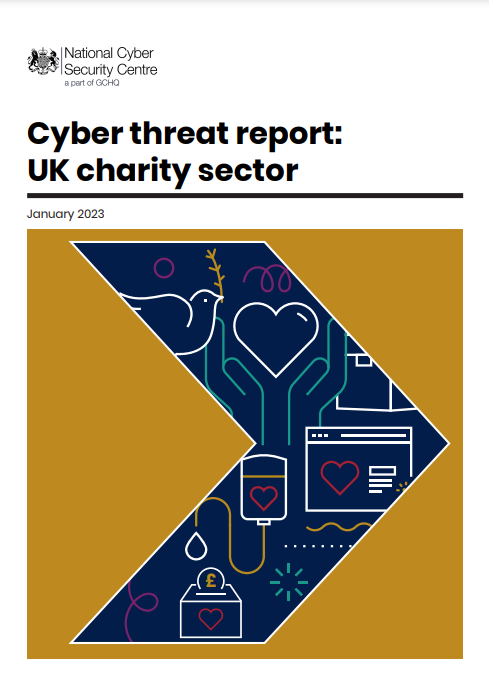 National Cyber
Security Centre
a part of GCHQ
Cyber threat report:
UK charity sector
January 2023
£